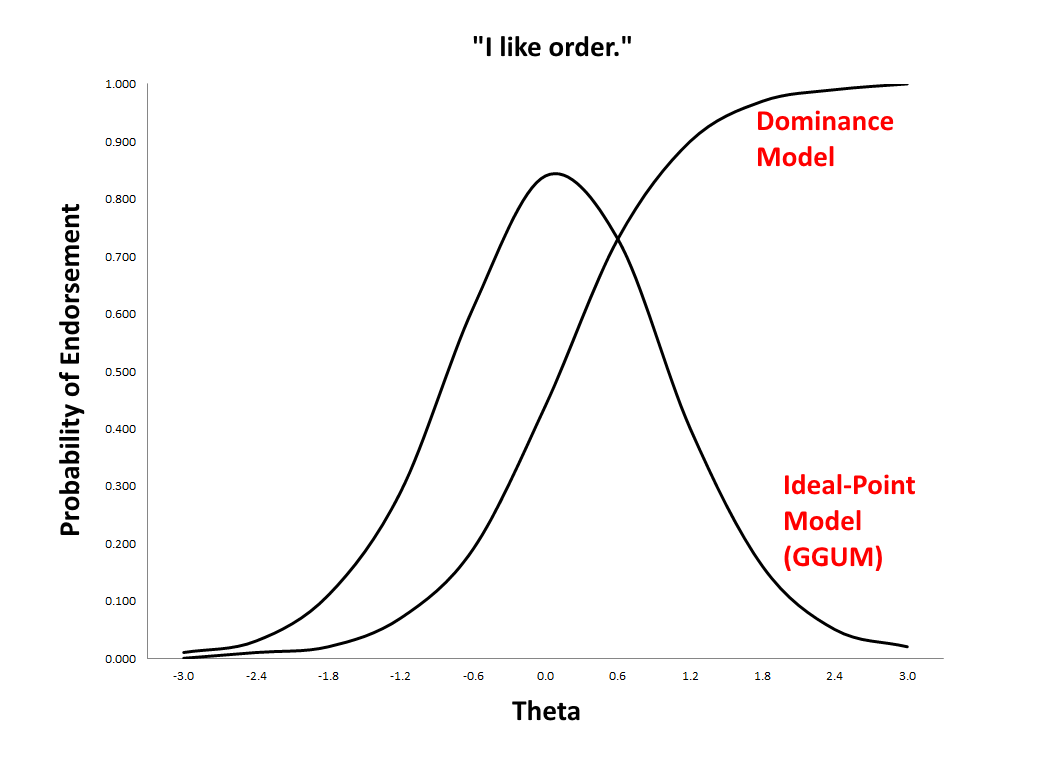 "I like order."
1.000
0.900
0.800
0.700
0.600
0.500
0.400
0.300
0.200
0.100
0.000
Probability of Endorsement
Dominance
Model
Ideal-Point
Model
(GGUM)
-3.0 -2.4 -1.8 -1.2 -0.6 0.0 0.6 1.2 1.8 2.4 3.0
Theta